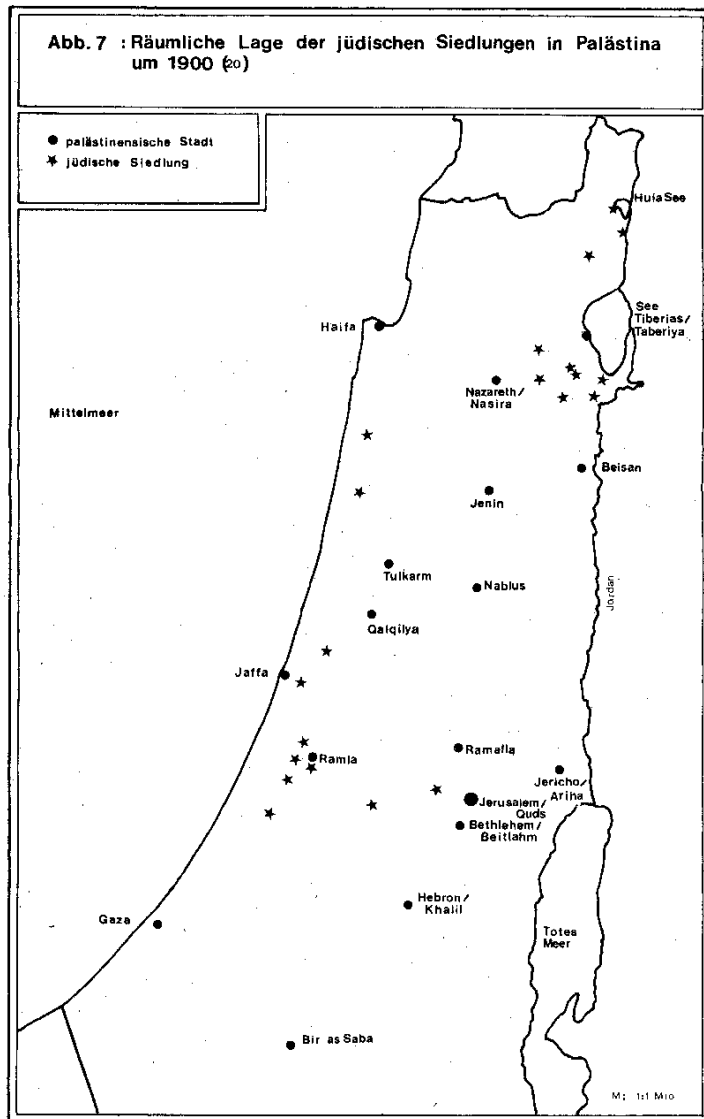 Abb. 7 : Räumliche Lage der jüdischen Siedlungen in Palästina
um 1900 (20)
palästinensische Stadt
jüdische Siedlung
Hula See
See
Tiberias/
Taberiya
Haifa
Nazareth/
Nasira
Mittelmeer
Beisan
Jenin
Tulkarm
Nablus
Jordan
Qalqilya
Jaffa
Ramla
Ramalla
Jericho/
Ariha
Jerusalem/
Quds
Bethlehem/
Beitlahm
Hebron/
Khalil
Gaza
Totes
Meer
Bir as Saba
M; 1:1 Mio